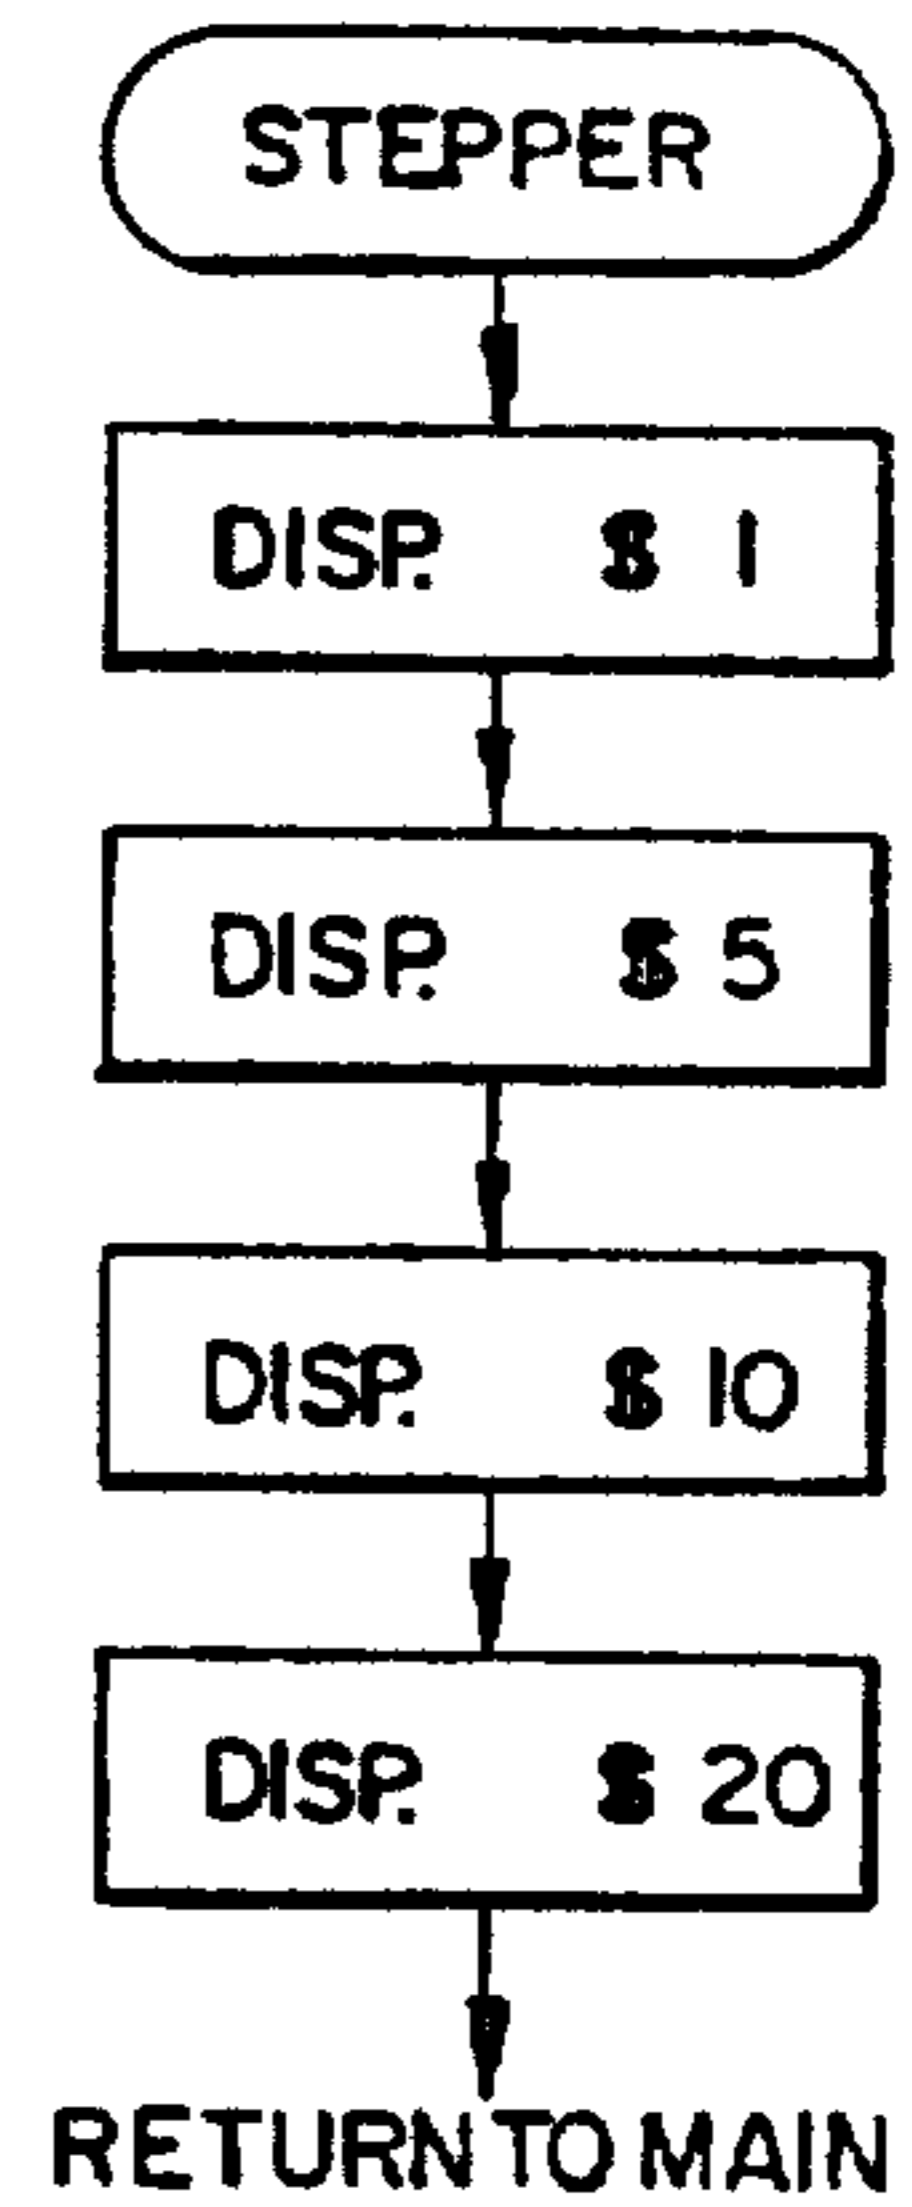 STEPPER
DISP. $ 1
DISP. $ 5
DISP. $ 10
DISP. $ 20
RETURN TO MAIN